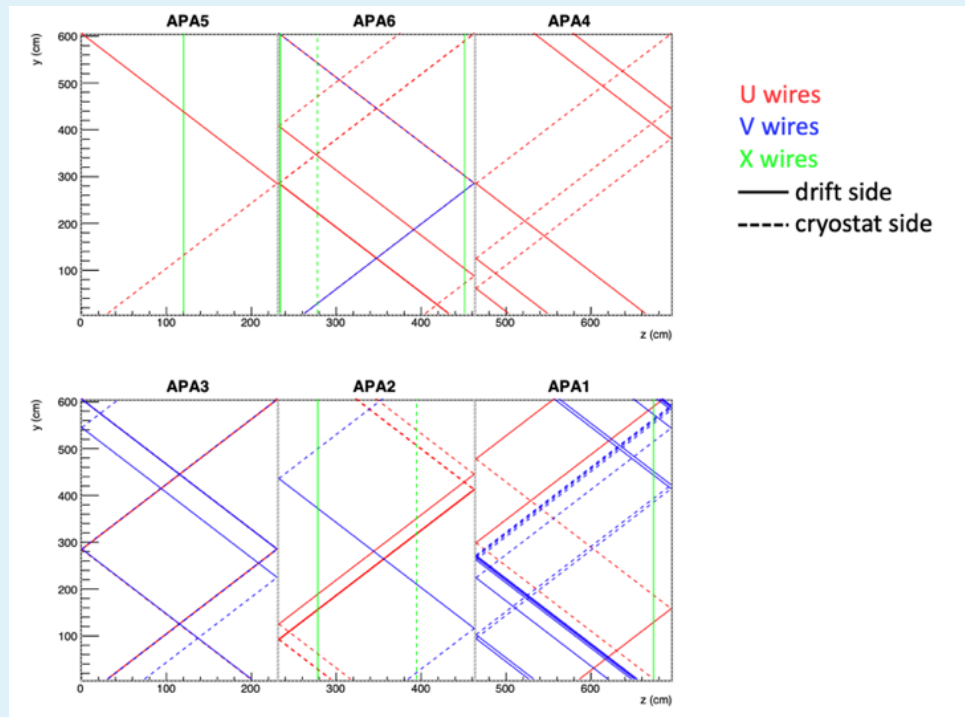 APA5 APA6 APA4
y (cm)
600
500
400
300
200
100
0 100 200 300 400 500 600
z (cm)
U wires
V wires
X wires
drift side
cryostat side
APA3 APA2 APA1
y (cm)
600
500
400
300
200
100
0 100 200 300 400 500 600
z (cm)